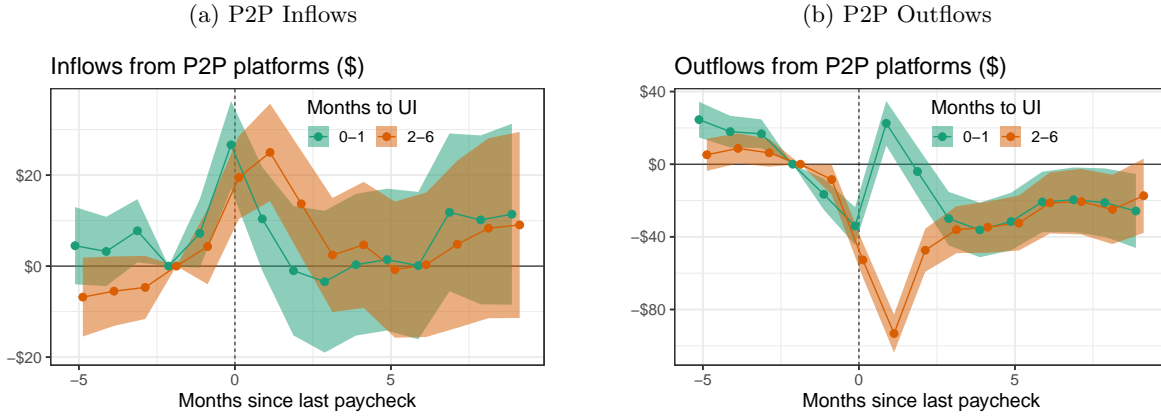 (a) P2P Inflows
Inflows from P2P platforms ($)
Months to UI
0−1 2−6
$20
$0
−$20
−5 0 5
Months since last paycheck
(b) P2P Outflows
Outflows from P2P platforms ($)
$40
Months to UI
0−1 2−6
$0
−$40
−$80
−5 0 5
Months since last paycheck